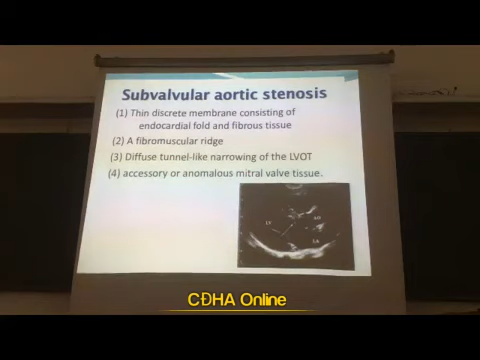 Subvalvular aortic stenosis
(1) Thin discrete membrane consisting of
endocardial fold and fibrous tissue
(2) A fibromuscular ridge
(3) Diffuse tunnel-like narrowing of the LVOT
(4) accessory or anomalous mitral valve tissue.
LV
AO
LA
CĐHA Online